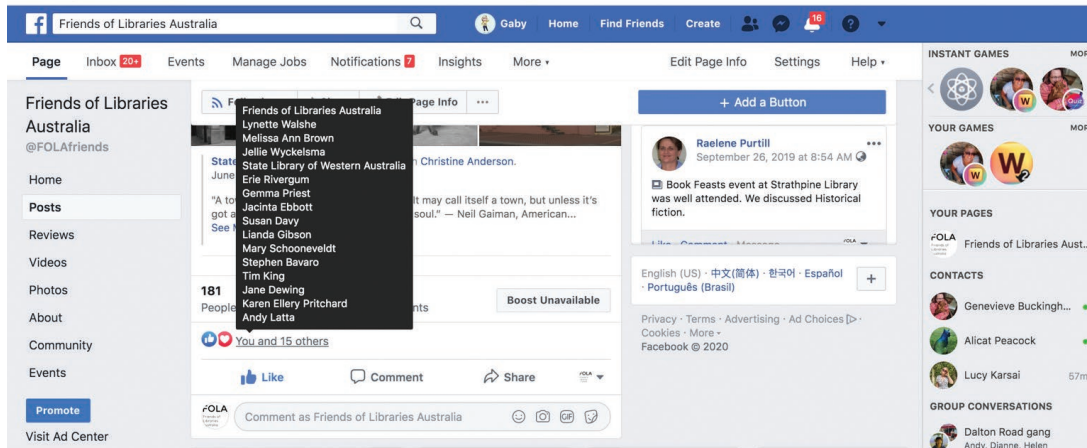 Friends of Libraries Australia
Gaby Home Find Friends Create 16
Page Inbox 20+ Events Manage Jobs Notifications 7 Insights More
Edit Page Info Settings Help
Friends of Libraries
Australia
@FOLAfriends
Home
Posts
Reviews
Videos
Photos
About
Community
Events
Promote
Visit Ad Center
Page Info ...
Friends of Libraries Australia
Lynette Walshe
Melissa Ann Brown
Jellie Wyckelsma
State Library of Western Australia
Erie Rivergum
Gemma Priest
Jacinta Ebbott
Susan Davy
Lianda Gibson
Mary Schooneveldt
Stephen Bavaro
Tim King
Jane Dewing
Karen Ellery Pritchard
Andy Latta
Christine Anderson.
"A to
It may call itself a town, but unless it's
got a
soul." — Neil Gaiman, American...
See
181
Boost Unavailable
You and 15 others
Like Comment Share
FOLA
Comment as Friends of Libraries Australia
GIF
+ Add a Button
Raelene Purtill
September 26, 2019 at 8:54 AM
Book Feasts event at Strathpine Library
was well attended. We discussed Historical
fiction.
English (US) · 中文(简体) · 한국어 · Español
· Português (Brasil)
+
Privacy · Terms · Advertising · Ad Choices ·
Cookies · More
Facebook © 2020
INSTANT GAMES
YOUR GAMES
YOUR PAGES
FOLA
Friends of Libraries Aust...
CONTACTS
Genevieve Buckingh...
Alicat Peacock
Lucy Karsai 57m
GROUP CONVERSATIONS
Dalton Road gang
Andy, Dianne, Helen